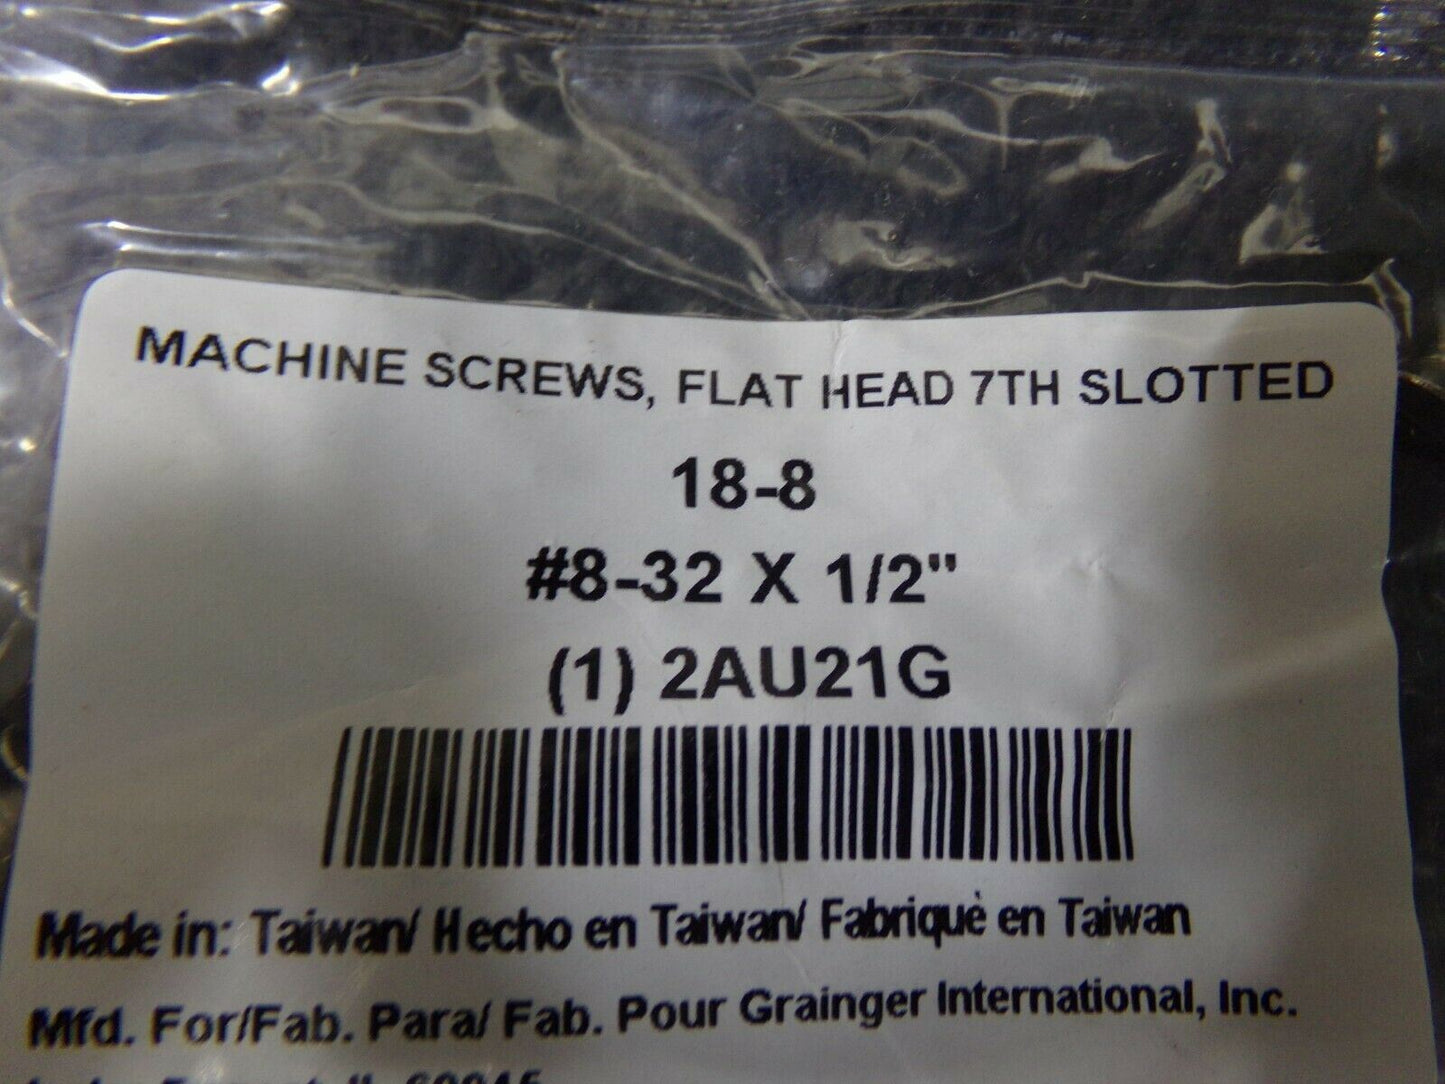 MACHINE SCREWS, FLAT HEAD 7TH SLOTTED
18-8
#8-32 X 1/2"
(1) 2AU21G
Made in: Taiwan/ Hecho en Taiwan/ Fabriquè en Taiwan
Mfd. For/Fab. Para/ Fab. Pour Grainger International, Inc.